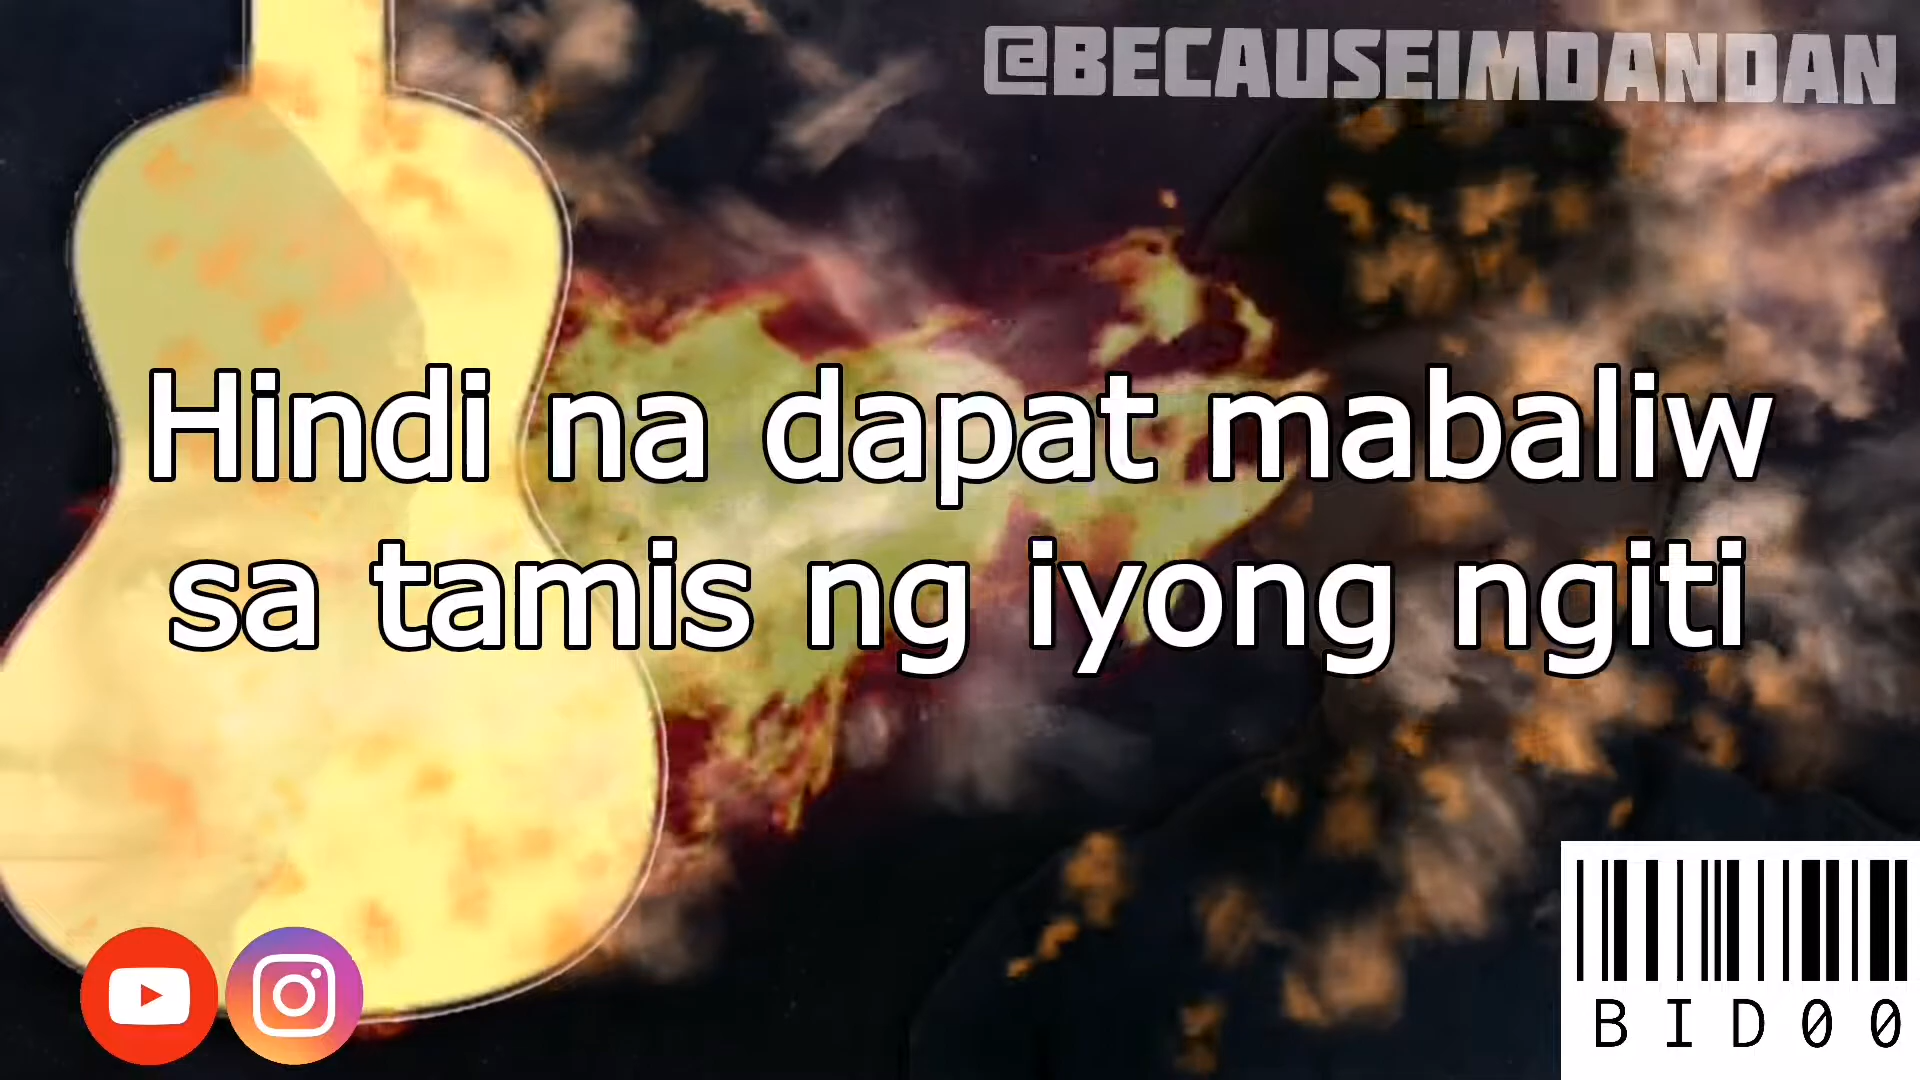 @BECAUSEIMDANDAN
Hindi na dapat mabaliw
sa tamis ng iyong ngiti
BID00